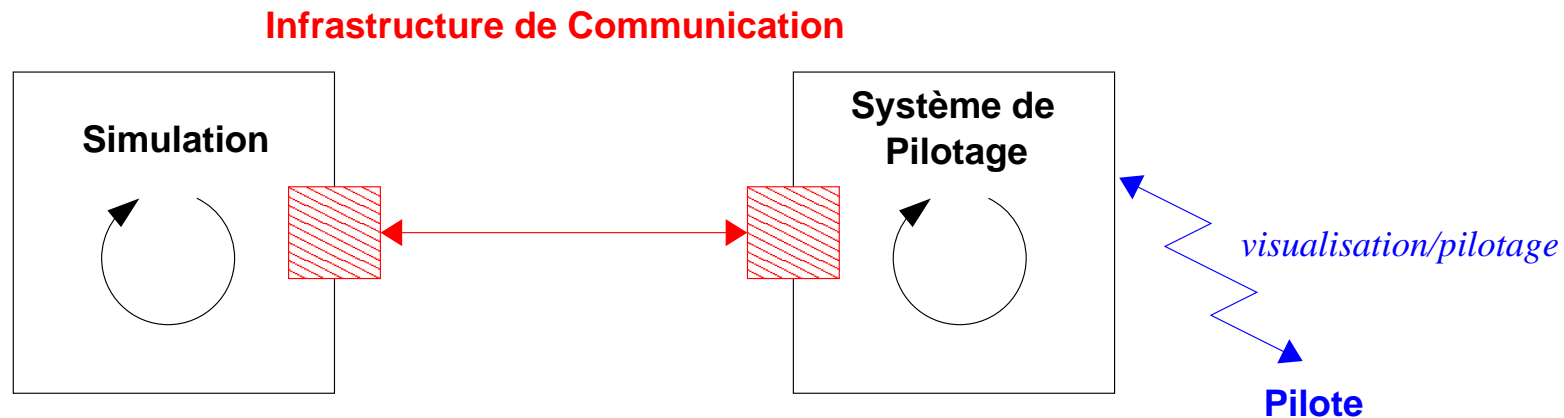 Infrastructure de Communication
Simulation
Système de
Pilotage
visualisation/pilotage
Pilote